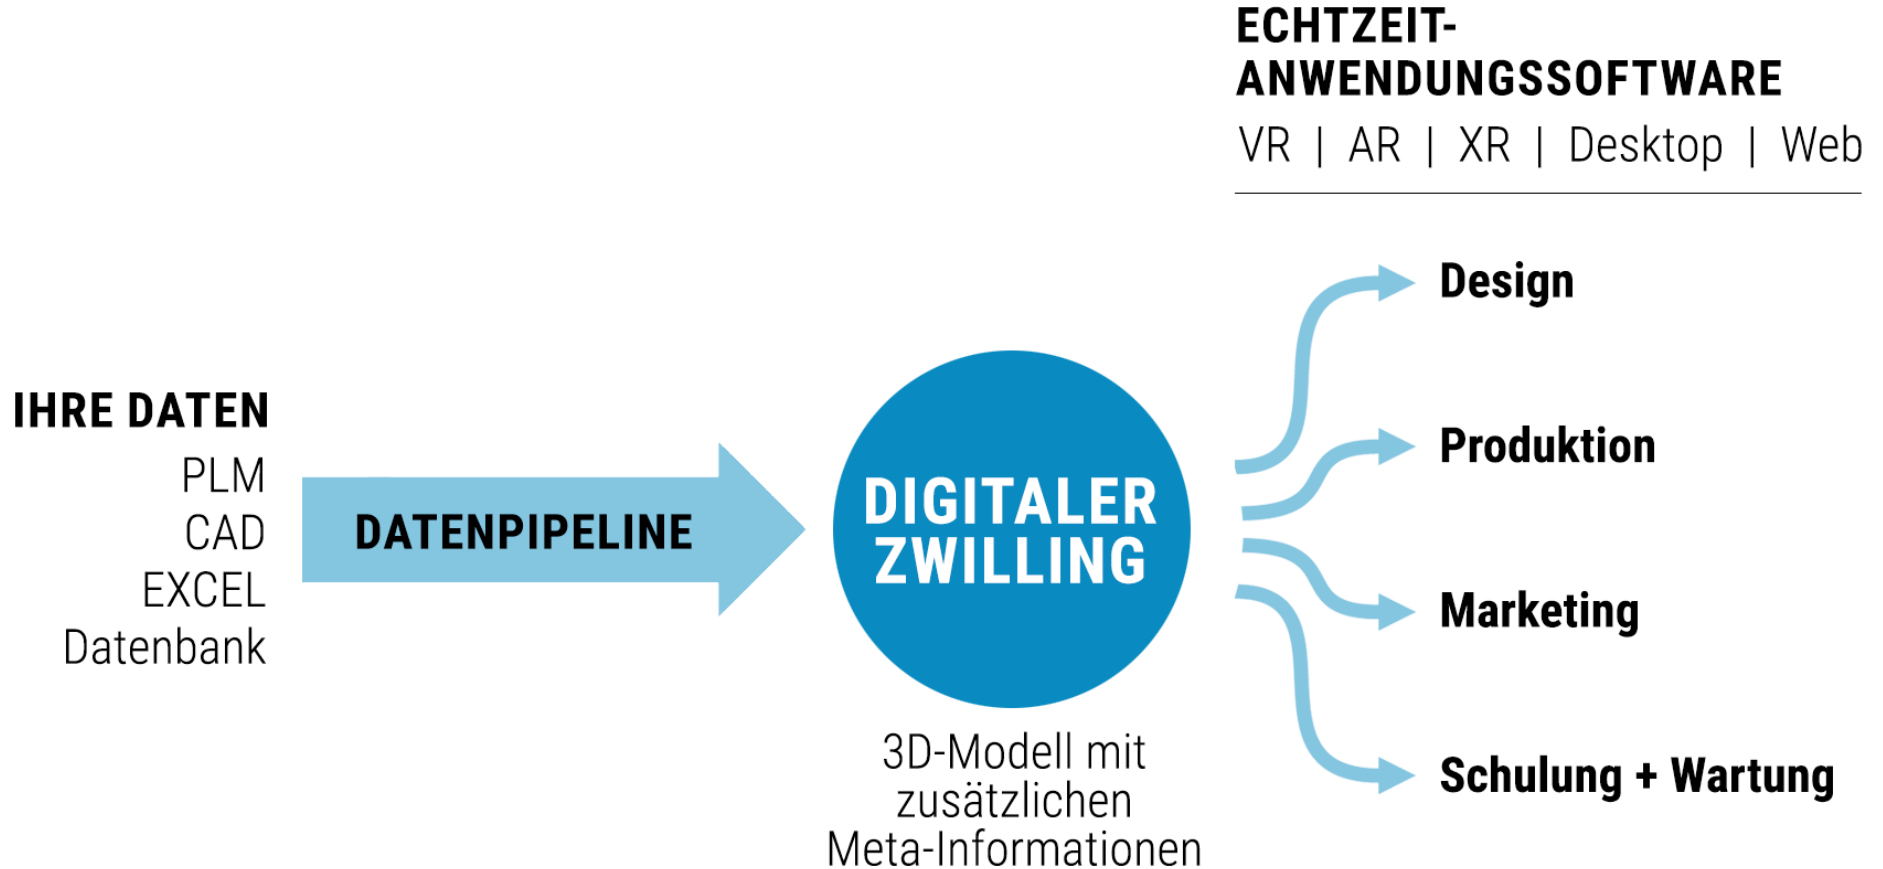 IHRE DATEN
PLM
CAD
EXCEL
Datenbank
DATENPIPELINE
DIGITALER
ZWILLING
3D-Modell mit
zusätzlichen
Meta-Informationen
ECHTZEIT-
ANWENDUNGSSOFTWARE
VR | AR | XR | Desktop | Web
Design
Produktion
Marketing
Schulung + Wartung